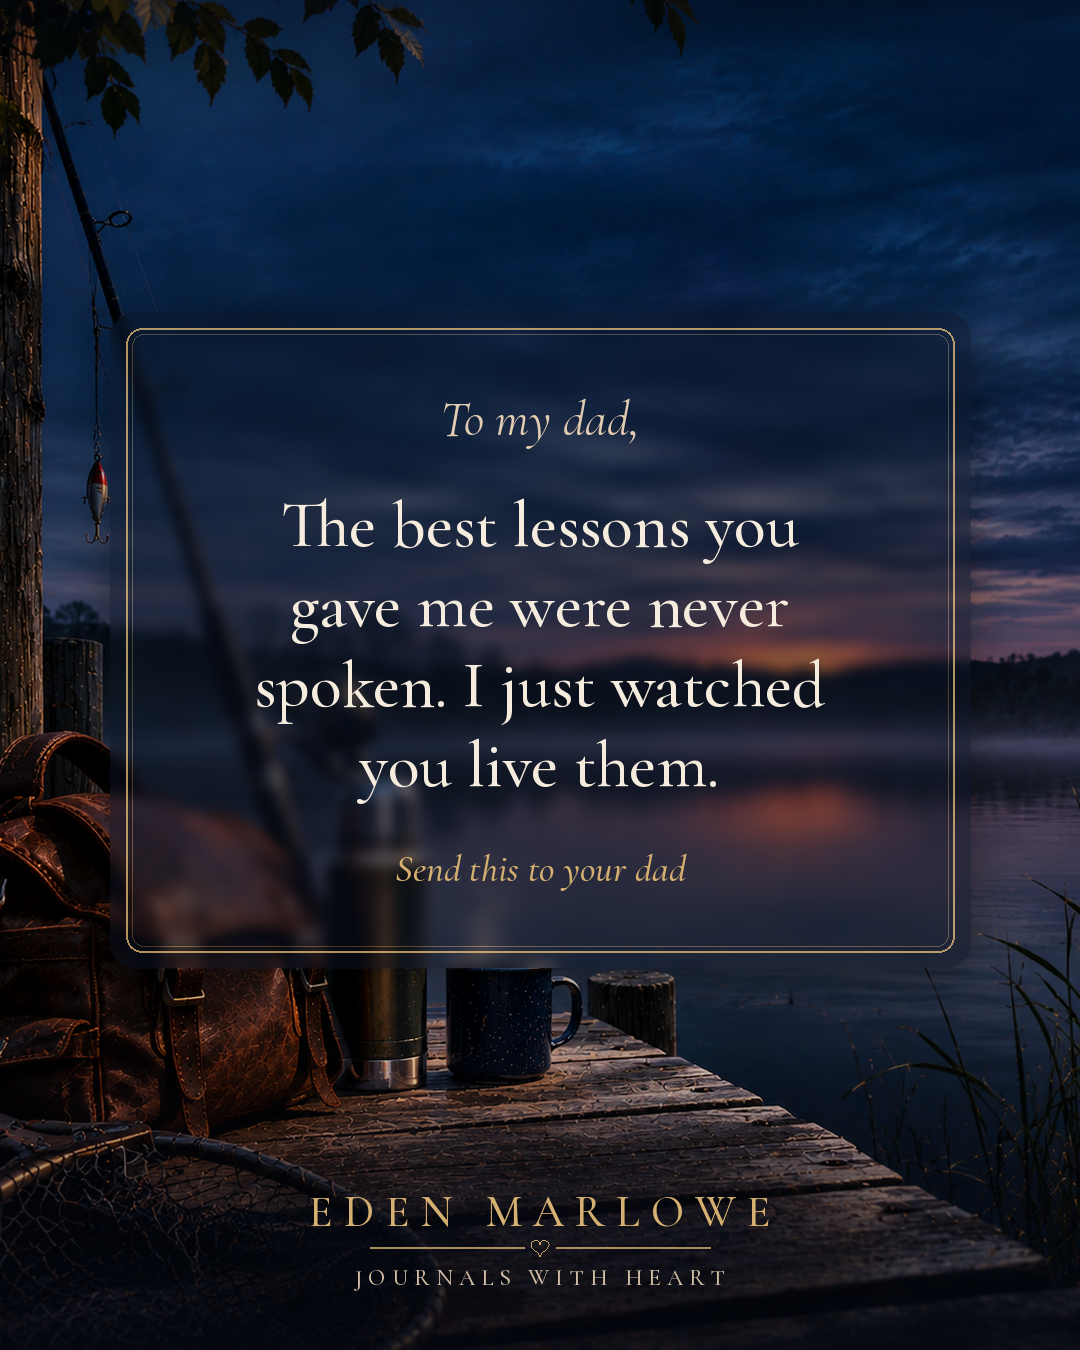 To my dad,
The best lessons you
gave me were never
spoken. I just watched
you live them.
Send this to your dad
EDEN MARLOWE
JOURNALS WITH HEART